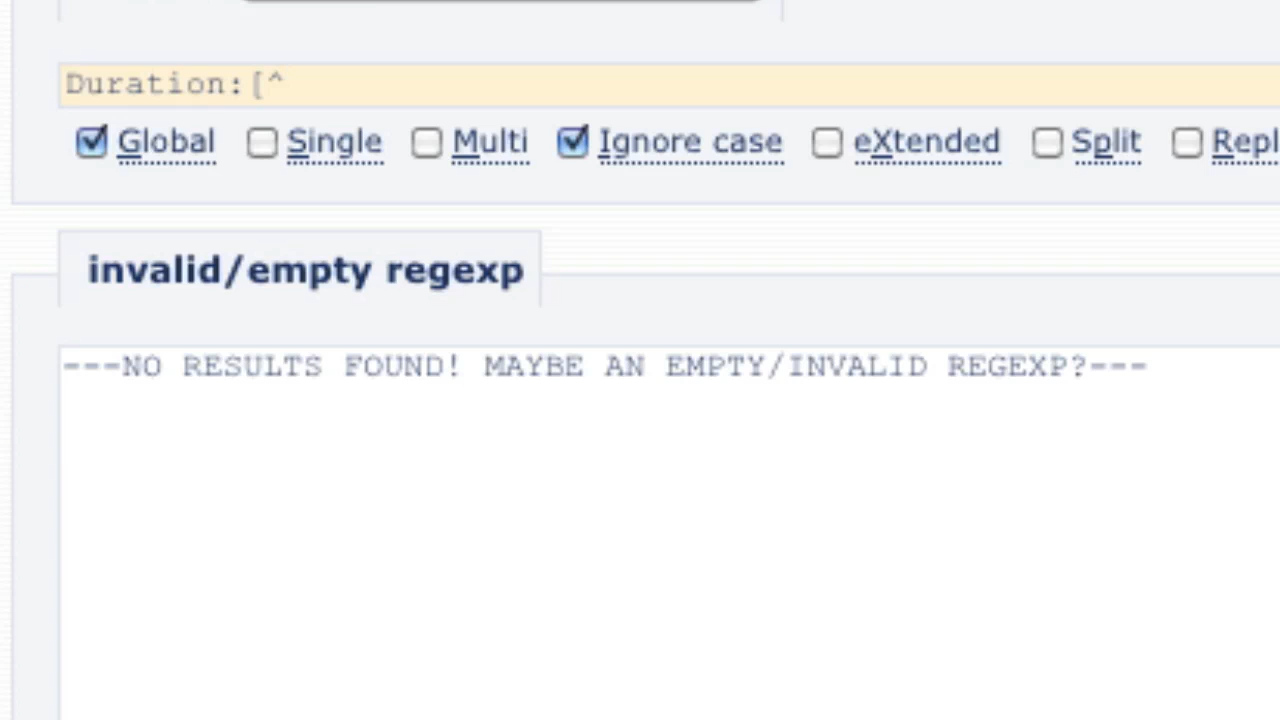 Duration:[^
Global Single Multi Ignore case eXtended Split Repl
invalid/empty regexp
---NO RESULTS FOUND! MAYBE AN EMPTY/INVALID REGEXP?---